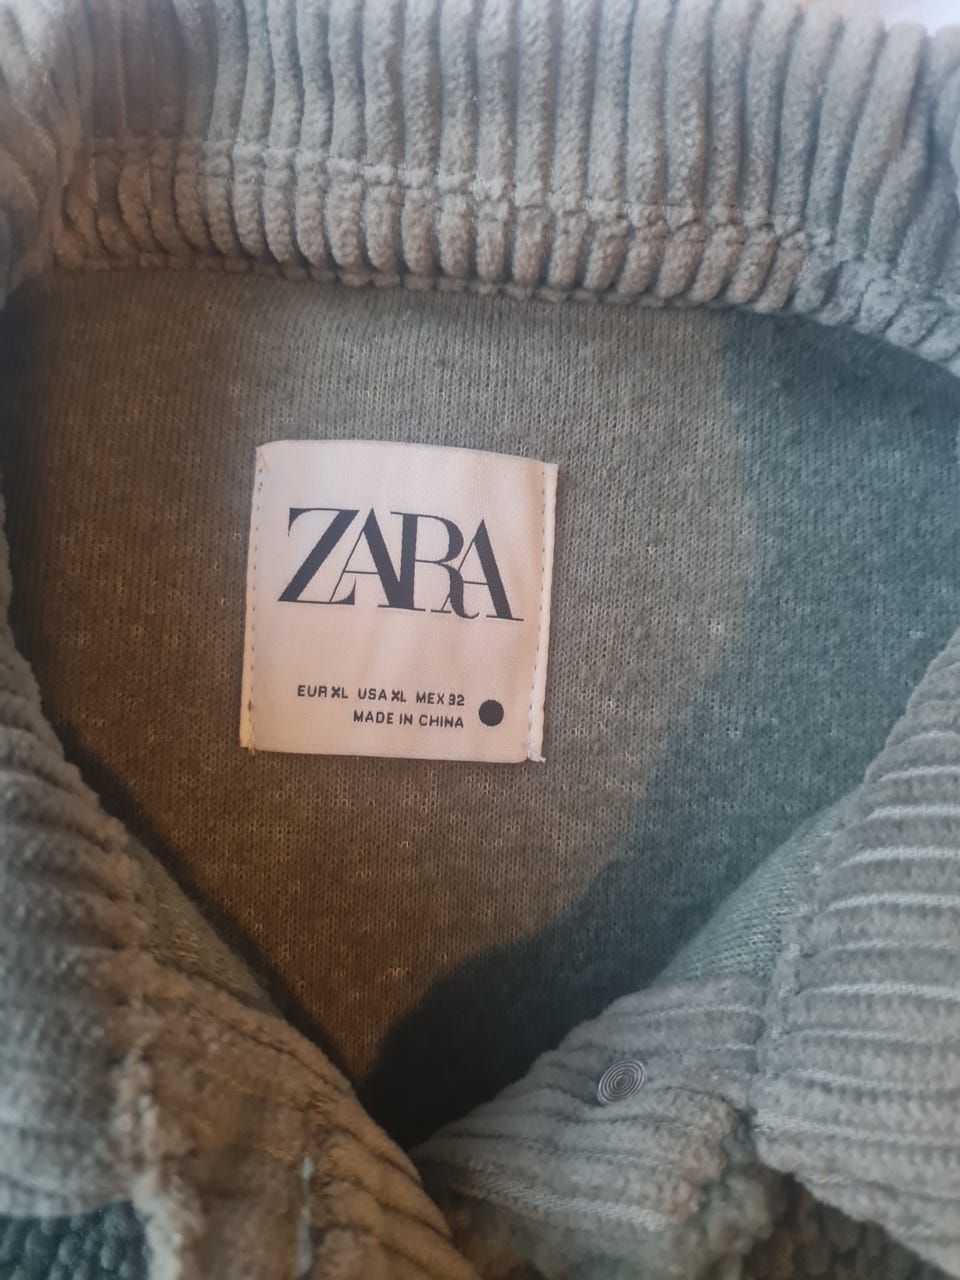 ZARA
EUR XL USA XL MEX 32
MADE IN CHINA